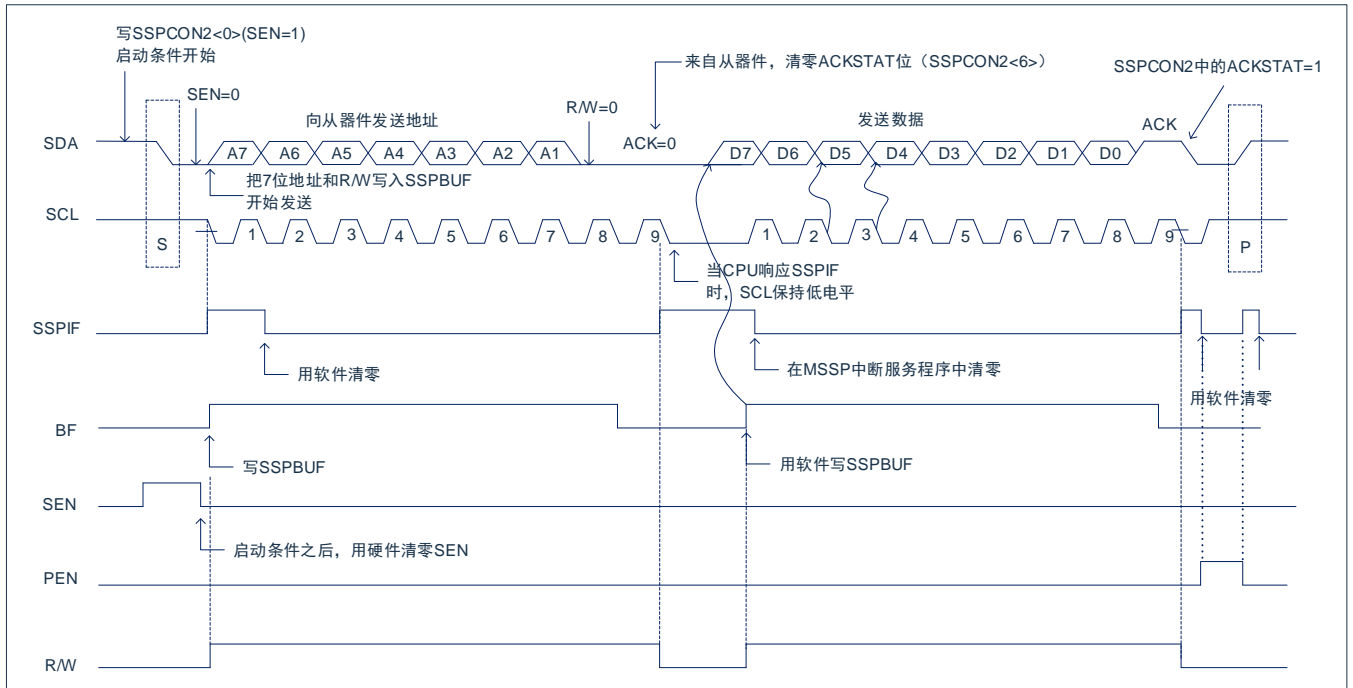 写SSPCON2<0>(SEN=1)
启动条件开始
来自从器件，清零ACKSTAT位（SSPCON2<6>）
SSPCON2中的ACKSTAT=1
SEN=0
向从器件发送地址
R/W=0
发送数据
ACK
SDA
A7 A6 A5 A4 A3 A2 A1
ACK=0
D7 D6 D5 D4 D3 D2 D1 D0
把7位地址和R/W写入SSPBUF
开始发送
SCL
S
1 2 3 4 5 6 7 8 9
1 2 3 4 5 6 7 8 9
P
当CPU响应SSPIF
时，SCL保持低电平
SSPIF
用软件清零
在MSSP中断服务程序中清零
用软件清零
BF
写SSPBUF
用软件写SSPBUF
SEN
启动条件之后，用硬件清零SEN
PEN
R/W